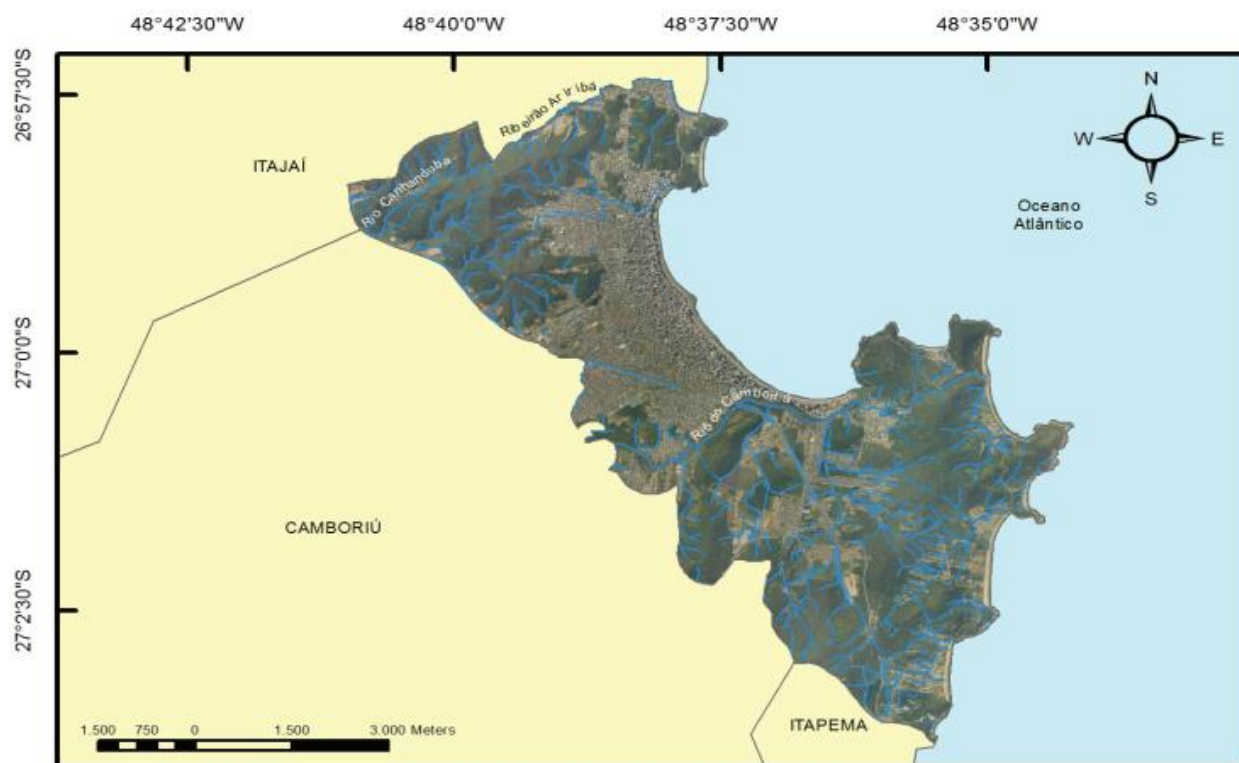 48°42'30"W
48°40'0"W
48°37'30"W
48°35'0"W
26°57'30"S
27°0'0"S
27°2'30"S
N
W
E
S
Ribeirão Ariribá
ITAJAÍ
Rio Canhanduba
Oceano
Atlântico
Rio do Camboriú
CAMBORIÚ
ITAPEMA
1.500 750 0 1.500 3.000 Meters